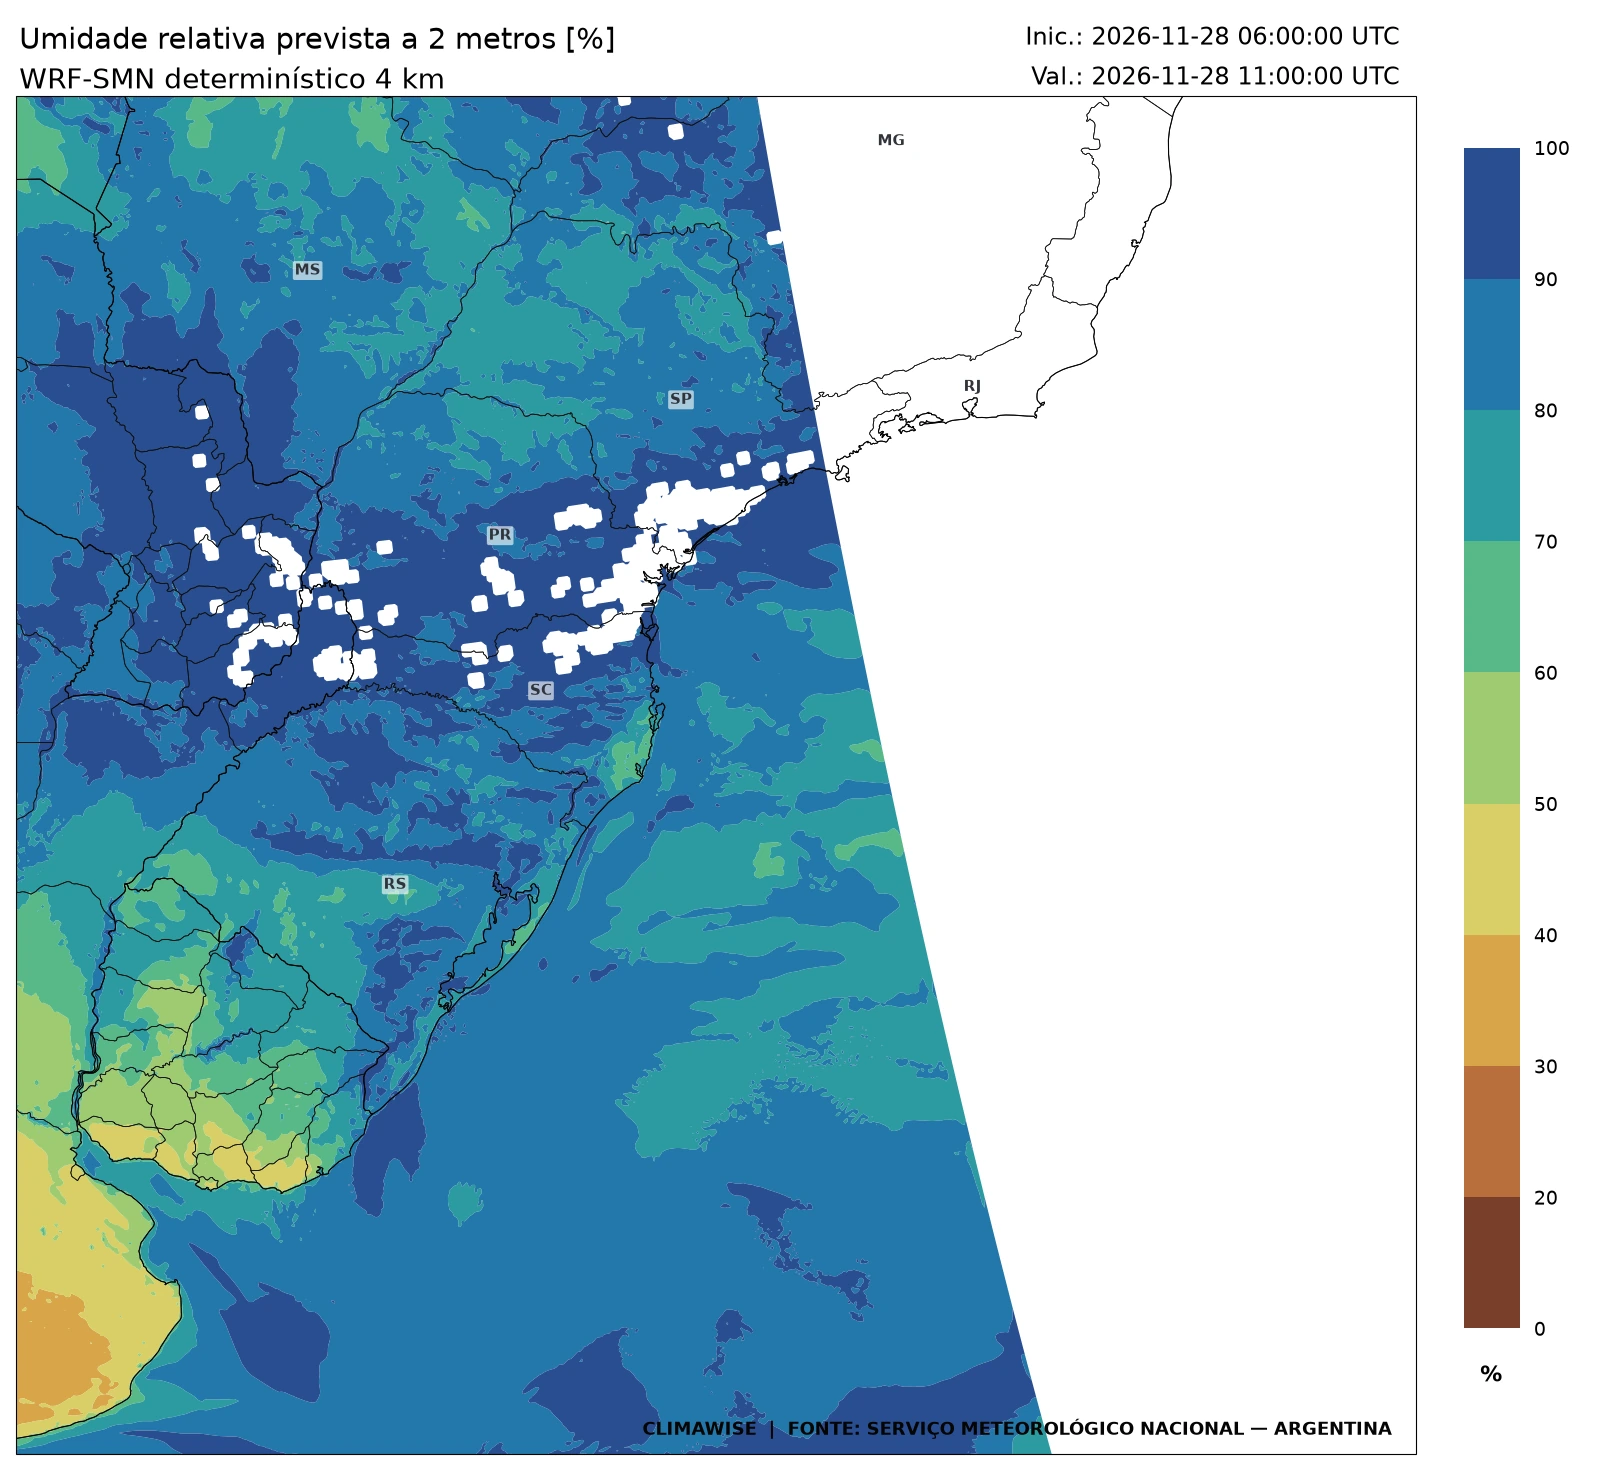 Umidade relativa prevista a 2 metros [%]
WRF-SMN determinístico 4 km
Inic.: 2026-11-28 06:00:00 UTC
Val.: 2026-11-28 11:00:00 UTC
MG
MS
RJ
SP
PR
SC
RS
100
90
80
70
60
50
40
30
20
0
%
CLIMAWISE | FONTE: SERVIÇO METEOROLÓGICO NACIONAL — ARGENTINA